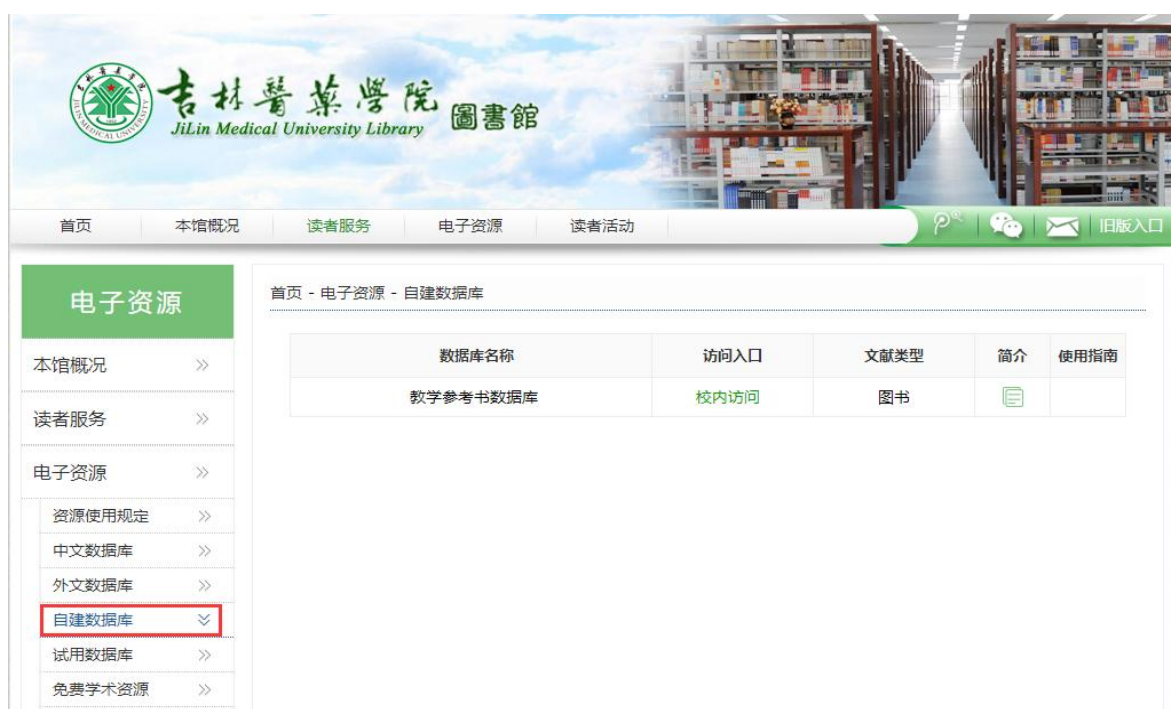 吉林醫藥學院 圖書館
JiLin Medical University Library
JILIN MEDICAL UNIVERSITY
首页 本馆概况 读者服务 电子资源 读者活动 旧版入口
电子资源
首页 - 电子资源 - 自建数据库
数据库名称 访问入口 文献类型 简介 使用指南
教学参考书数据库 校内访问 图书
本馆概况
读者服务
电子资源
资源使用规定
中文数据库
外文数据库
自建数据库
试用数据库
免费学术资源